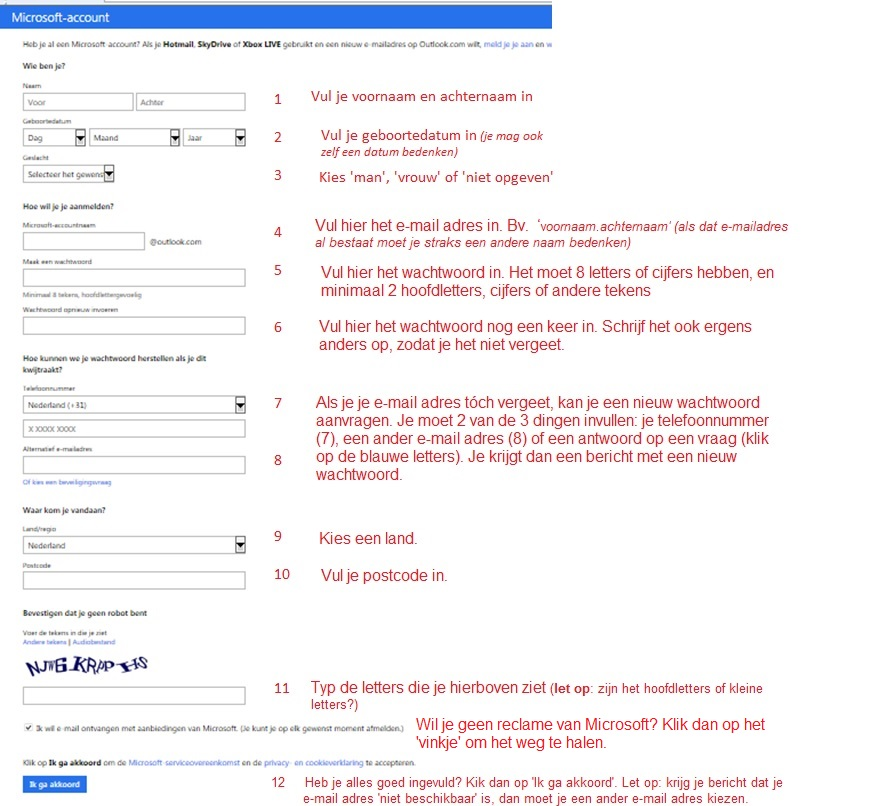 Microsoft-account
Heb je al een Microsoft-account? Als je Hotmail, SkyDrive of Xbox LIVE gebruikt en een nieuw e-mailadres op Outlook.com wilt, meld je je aan en w
Wie ben je?
Naam
Voor Achter
1 Vul je voornaam en achternaam in
Geboortedatum
Dag Maand Jaar
2 Vul je geboortedatum in (je mag ook
zelf een datum bedenken)
Geslacht
Selecteer het gewens
3 Kies 'man', 'vrouw' of 'niet opgeven'
Hoe wil je je aanmelden?
Microsoft-accountnaam
@outlook.com
4 Vul hier het e-mail adres in. Bv. 'voornaam.achternaam' (als dat e-mailadres
al bestaat moet je straks een andere naam bedenken)
Maak een wachtwoord
5 Vul hier het wachtwoord in. Het moet 8 letters of cijfers hebben, en
minimaal 2 hoofdletters, cijfers of andere tekens
Minimaal 8 tekens, hoofdlettergevoelig
Wachtwoord opnieuw invoeren
6 Vul hier het wachtwoord nog een keer in. Schrijf het ook ergens
anders op, zodat je het niet vergeet.
Hoe kunnen we je wachtwoord herstellen als je dit
kwijtraakt?
Telefoonnummer
Nederland (+31)
X XXXX XXXX
7 Als je je e-mail adres tóch vergeet, kan je een nieuw wachtwoord
aanvragen. Je moet 2 van de 3 dingen invullen: je telefoonnummer
(7), een ander e-mail adres (8) of een antwoord op een vraag (klik
op de blauwe letters). Je krijgt dan een bericht met een nieuw
wachtwoord.
Alternatief e-mailadres
8
Of kies een beveiligingsvraag
Waar kom je vandaan?
Land/regio
Nederland
9 Kies een land.
Postcode
10 Vul je postcode in.
Bevestigen dat je geen robot bent
Voer de tekens in die je ziet
Andere tekens | Audiobestand
11 Typ de letters die je hierboven ziet (let op: zijn het hoofdletters of kleine
letters?)
Ik wil e-mail ontvangen met aanbiedingen van Microsoft. (Je kunt je op elk gewenst moment afmelden.)
Wil je geen reclame van Microsoft? Klik dan op het
'vinkje' om het weg te halen.
Klik op Ik ga akkoord om de Microsoft-serviceovereenkomst en de privacy- en cookieverklaring te accepteren.
Ik ga akkoord
12 Heb je alles goed ingevuld? Kik dan op 'Ik ga akkoord'. Let op: krijg je bericht dat je
e-mail adres 'niet beschikbaar' is, dan moet je een ander e-mail adres kiezen.